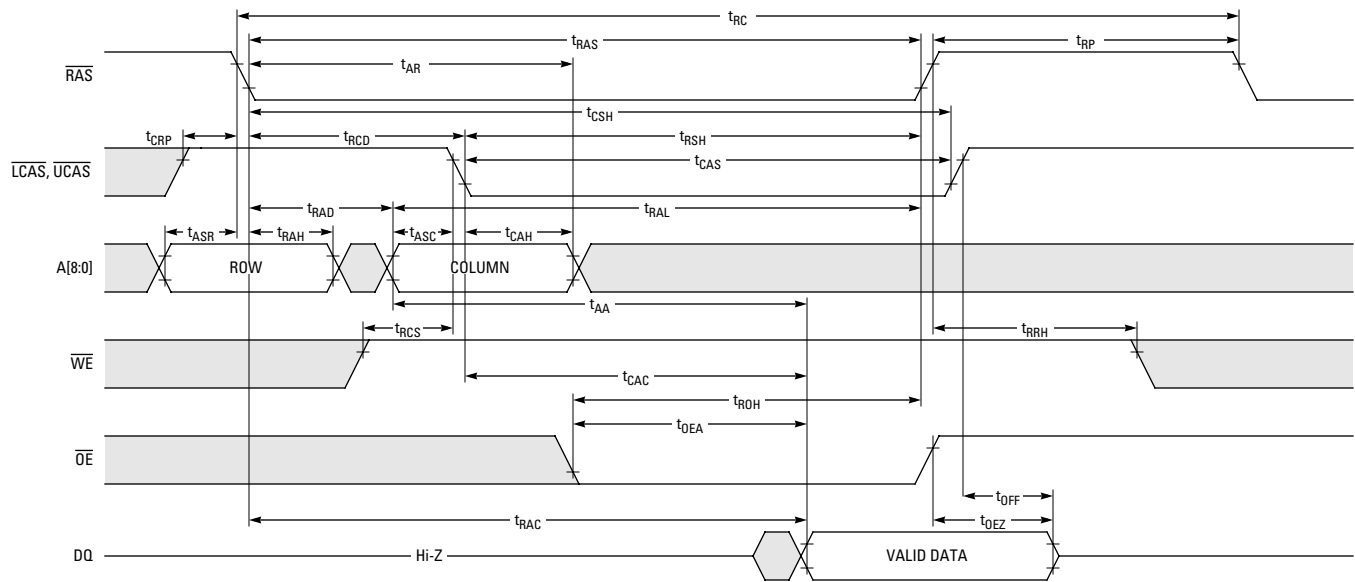 tRC
tRAS
tRP
RAS
tAR
tCSH
tCRP
tRCD
tRSH
LCAS, UCAS
tCAS
tRAD
tRAL
tASR
tRAH
tASC
tCAH
A[8:0]
ROW
COLUMN
tAA
tRCS
tRRH
WE
tCAC
tROH
tOEA
OE
tOFF
tRAC
tOEZ
DQ
Hi-Z
VALID DATA